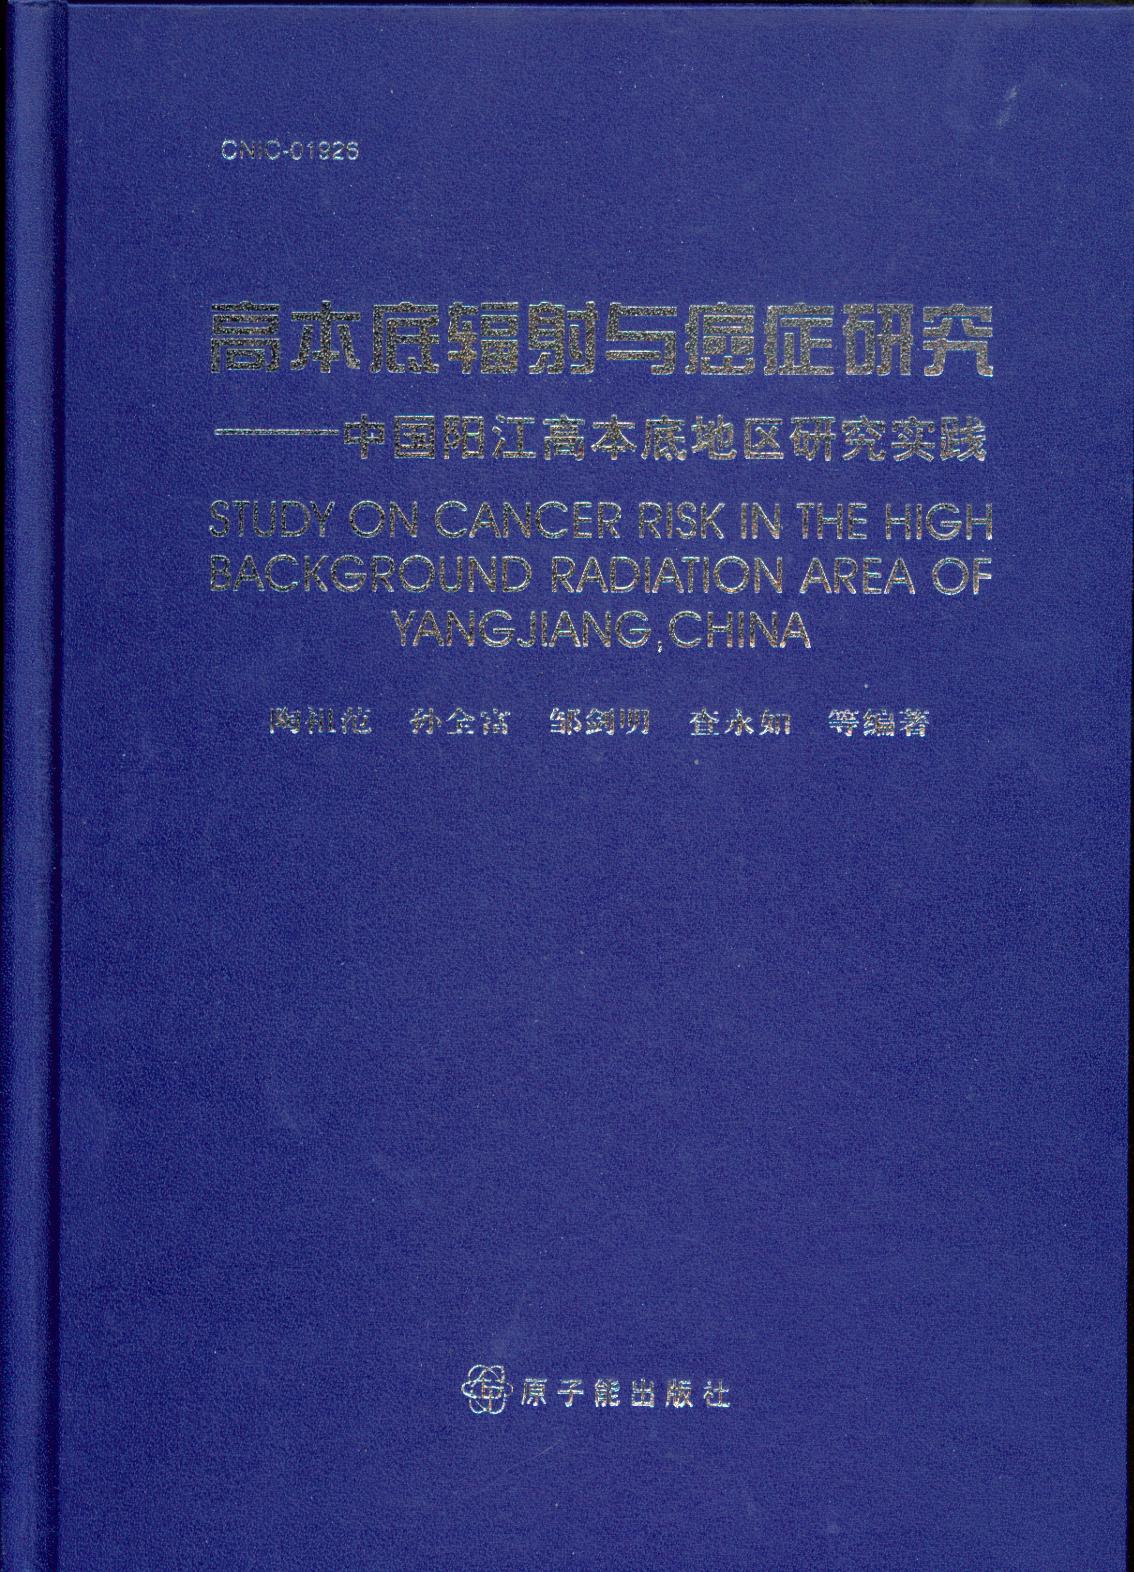 CNIC-01926
高本底辐射与癌症研究
——中国阳江高本底地区研究实践
STUDY ON CANCER RISK IN THE HIGH
BACKGROUND RADIATION AREA OF
YANGJIANG, CHINA
陶祖范 孙全富 邹剑明 查永如 等编著
原子能出版社